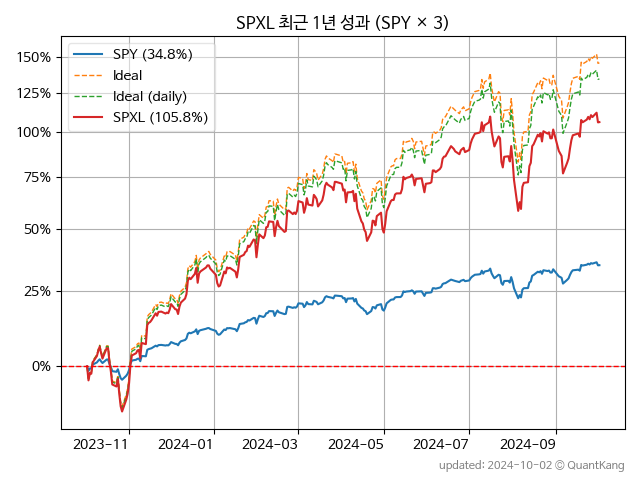 SPXL 최근 1년 성과 (SPY × 3)
SPY (34.8%)
Ideal
Ideal (daily)
SPXL (105.8%)
150%
125%
100%
75%
50%
25%
0%
2023-11
2024-01
2024-03
2024-05
2024-07
2024-09
updated: 2024-10-02 © QuantKang